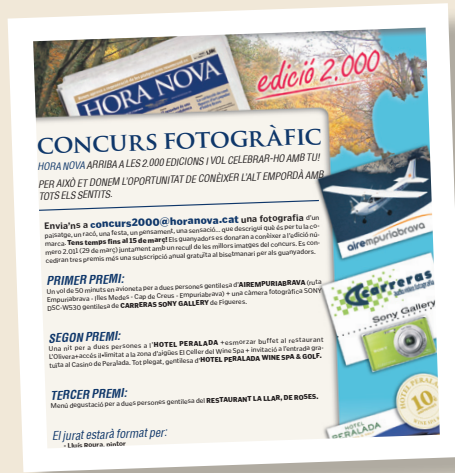 HORA NOVA
edició 2.000
CONCURS FOTOGRÀFIC
HORA NOVA ARRIBA A LES 2.000 EDICIONS I VOL CELEBRAR-HO AMB TU!
PER AIXÒ ET DONEM L'OPORTUNITAT DE CONÈIXER L'ALT EMPORDÀ AMB
TOTS ELS SENTITS.
Envia'ns a concurs2000@horanova.cat una fotografia d'un
paisatge, un racó, una festa, un pensament, una sensació... que descrigui què és per tu la co-
marca. Tens temps fins al 15 de març! Els guanyadors es donaran a conèixer a l'edició nú-
mero 2.01 (29 de març) juntament amb un recull de les millors imatges del concurs. Es con-
cediran tres premis més una subscripció anual gratuïta al bisetmanari per als guanyadors.
airempuriabrava
PRIMER PREMI:
Un vol de 50 minuts en avioneta per a dues persones gentilesa d'AIREMPURIABRAVA (ruta
Empuriabrava - Illes Medes - Cap de Creus - Empuriabrava) + una càmera fotogràfica SONY
DSC-W530 gentilesa de CARRERAS SONY GALLERY de Figueres.
Carreras
Sony Gallery
SEGON PREMI:
Una nit per a dues persones a l'HOTEL PERALADA +esmorzar buffet al restaurant
L'Olivera+accés il·limitat a la zona d'aigües El Celler del Wine Spa + invitació a l'entrada gra-
tuïta al Casino de Peralada. Tot plegat, gentilesa d'HOTEL PERALADA WINE SPA & GOLF.
TERCER PREMI:
Menú degustació per a dues persones gentilesa del RESTAURANT LA LLAR, DE ROSES.
HOTEL PERALADA
10
HOTEL
PERALADA
El jurat estarà format per:
- Lluís Roura, pintor